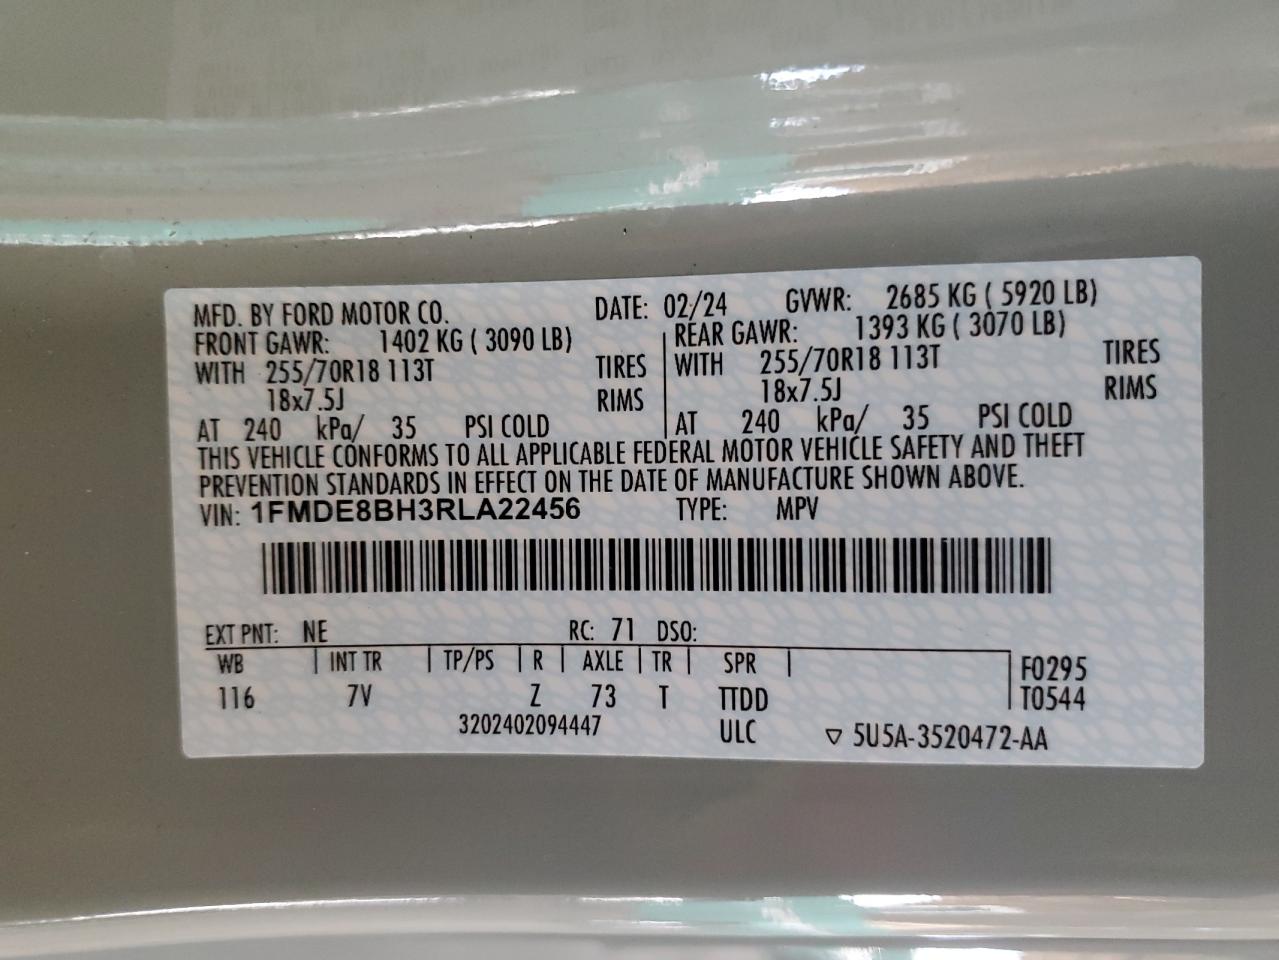 MFD. BY FORD MOTOR CO. DATE: 02/24 GVWR: 2685 KG ( 5920 LB)
FRONT GAWR: 1402 KG ( 3090 LB) REAR GAWR: 1393 KG ( 3070 LB)
WITH 255/70R18 113T TIRES WITH 255/70R18 113T TIRES
18x7.5J RIMS 18x7.5J RIMS
AT 240 kPa/ 35 PSI COLD AT 240 kPa/ 35 PSI COLD
THIS VEHICLE CONFORMS TO ALL APPLICABLE FEDERAL MOTOR VEHICLE SAFETY AND THEFT
PREVENTION STANDARDS IN EFFECT ON THE DATE OF MANUFACTURE SHOWN ABOVE.
VIN: 1FMDE8BH3RLA22456 TYPE: MPV
EXT PNT: NE RC: 71 DSO:
WB INT TR TP/PS R AXLE TR SPR F0295
116 7V Z 73 T TTDD T0544
3202402094447 ULC ▽ 5U5A-3520472-AA